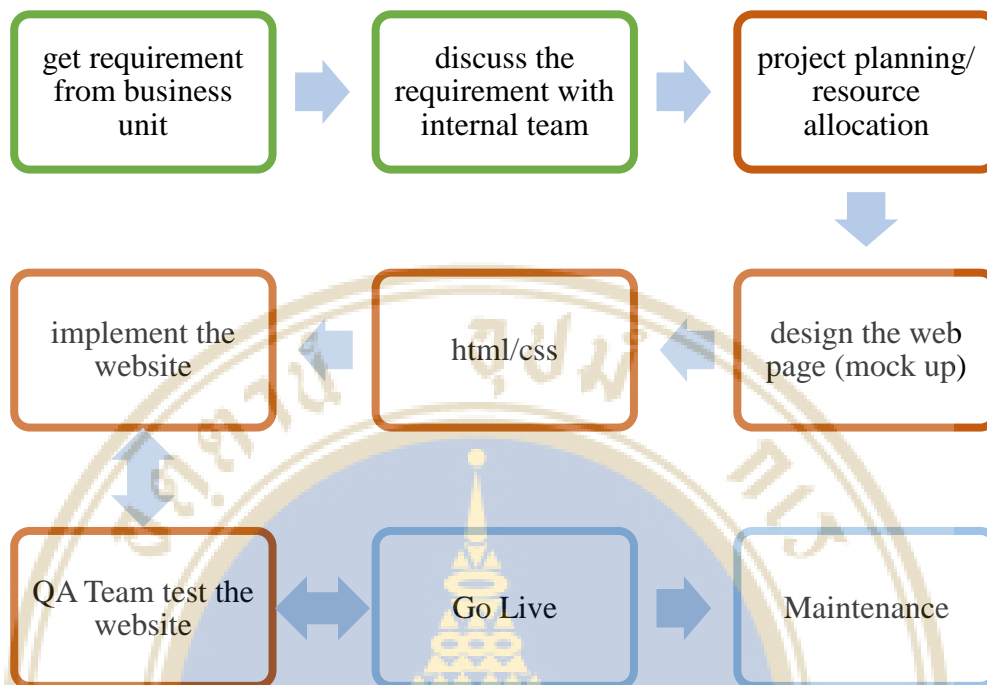 get requirement
from business
unit
discuss the
requirement with
internal team
project planning/
resource
allocation
design the web
page (mock up)
html/css
implement the
website
QA Team test the
website
Go Live
Maintenance